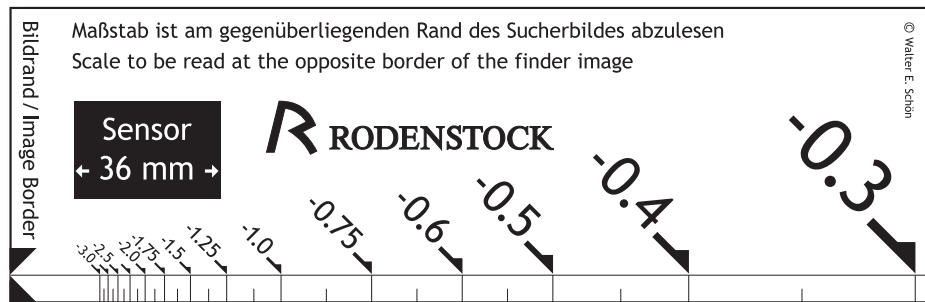 Bildrand / Image Border
Maßstab ist am gegenüberliegenden Rand des Sucherbildes abzulesen
Scale to be read at the opposite border of the finder image
© Walter E. Schön
Sensor
36 mm
R RODENSTOCK
-3.0
-2.5
-2.0
-1.75
-1.5
-1.25
-1.0
-0.75
-0.6
-0.5
-0.4
-0.3